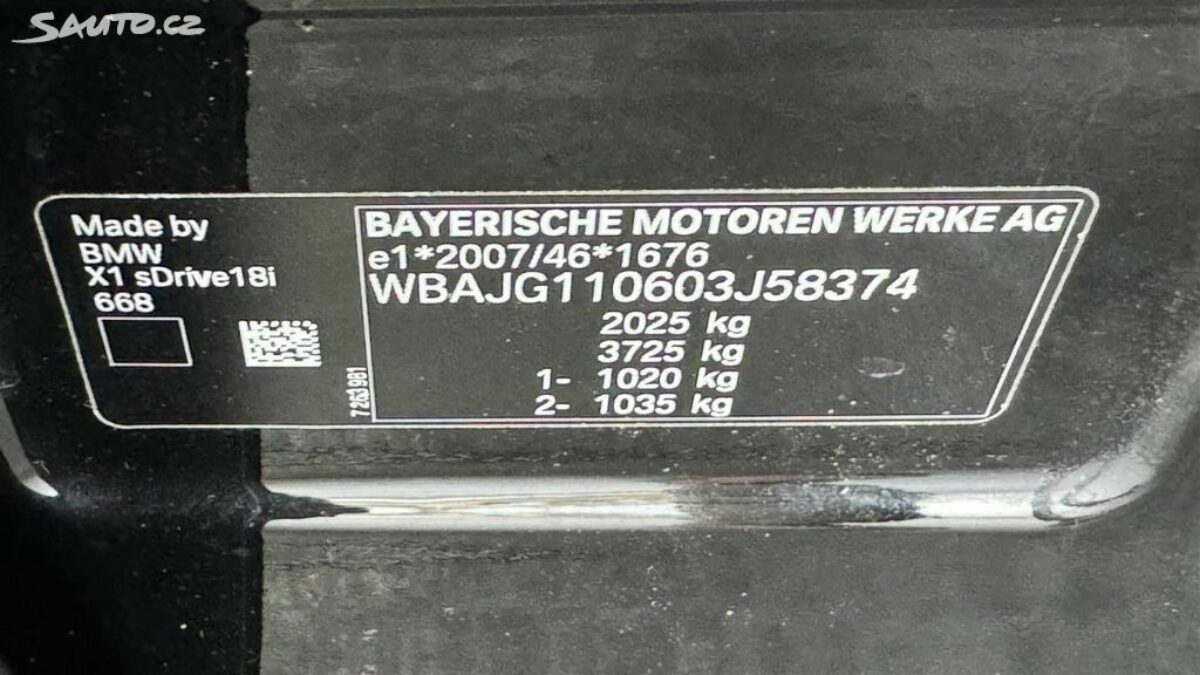 SAUTO.CZ
Made by
BMW
X1 sDrive18i
668
7263981
BAYERISCHE MOTOREN WERKE AG
e1*2007/46*1676
WBAJG110603J58374
2025 kg
3725 kg
1- 1020 kg
2- 1035 kg